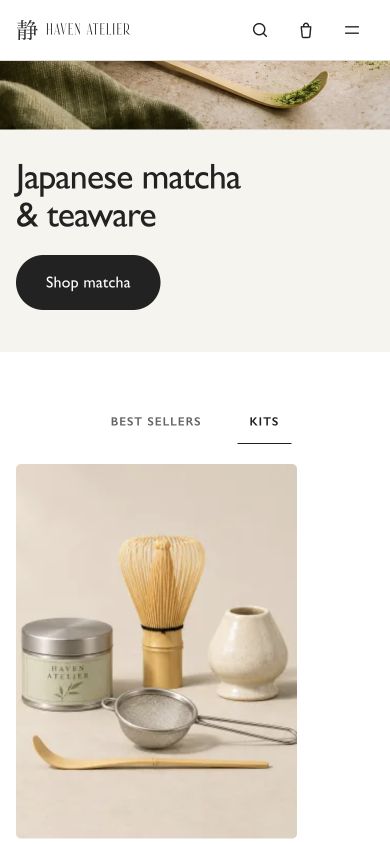 静 HAVEN ATELIER
Japanese matcha
& teaware
Shop matcha
BEST SELLERS KITS
HAVEN
ATELIER